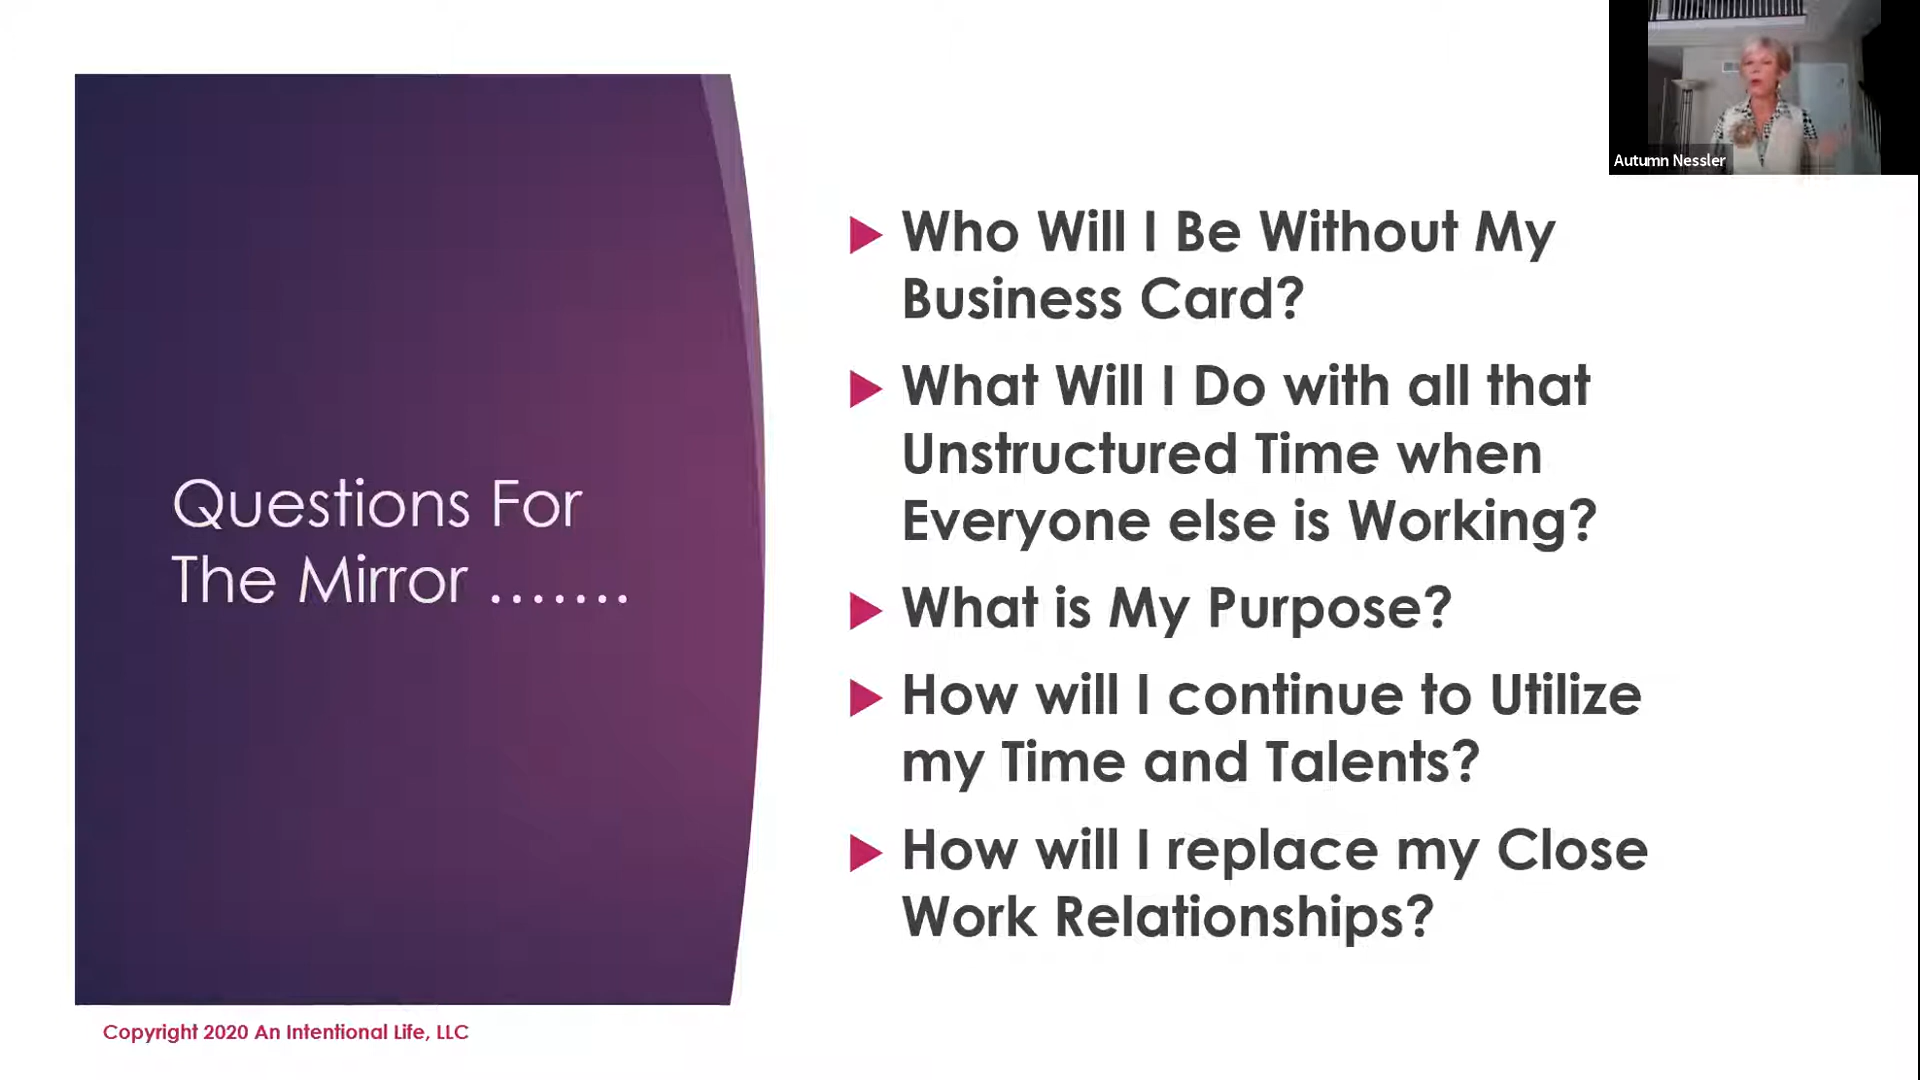 Autumn Nessler
Questions For
The Mirror .......
Who Will I Be Without My
Business Card?
What Will I Do with all that
Unstructured Time when
Everyone else is Working?
What is My Purpose?
How will I continue to Utilize
my Time and Talents?
How will I replace my Close
Work Relationships?
Copyright 2020 An Intentional Life, LLC